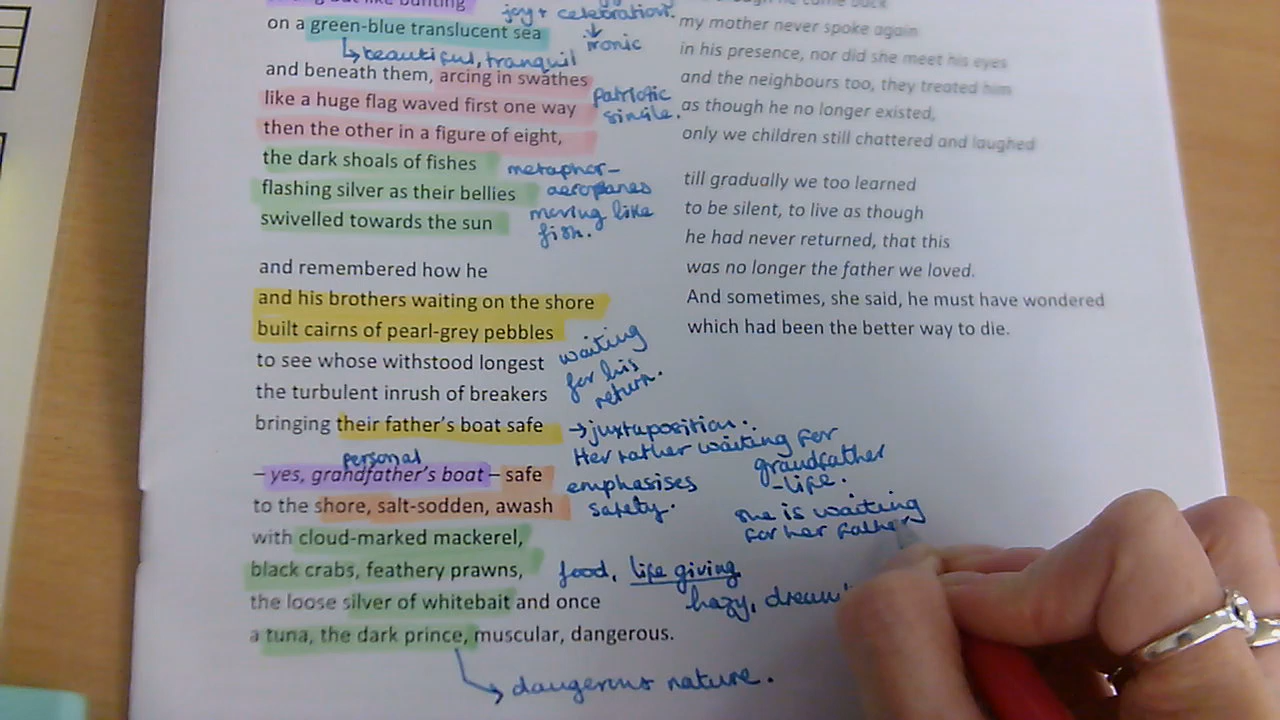 but like bunting
on a green-blue translucent sea
joy + celebration.
ironic
beautiful, tranquil
and beneath them, arcing in swathes
like a huge flag waved first one way
then the other in a figure of eight,
patriotic
simile.
the dark shoals of fishes
flashing silver as their bellies
swivelled towards the sun
metaphor-
aeroplanes
moving like
fish.
and remembered how he
and his brothers waiting on the shore
built cairns of pearl-grey pebbles
to see whose withstood longest
the turbulent inrush of breakers
bringing their father's boat safe
waiting
for his
return.
→juxtaposition:
Her father waiting for
grandfather
-life.
she is waiting
for her father
personal
– yes, grandfather's boat – safe
to the shore, salt-sodden, awash
with cloud-marked mackerel,
black crabs, feathery prawns,
the loose silver of whitebait and once
a tuna, the dark prince, muscular, dangerous.
emphasises
safety.
food, life giving
hazy,
dangerous nature.
he came back
my mother never spoke again
in his presence, nor did she meet his eyes
and the neighbours too, they treated him
as though he no longer existed,
only we children still chattered and laughed
till gradually we too learned
to be silent, to live as though
he had never returned, that this
was no longer the father we loved.
And sometimes, she said, he must have wondered
which had been the better way to die.